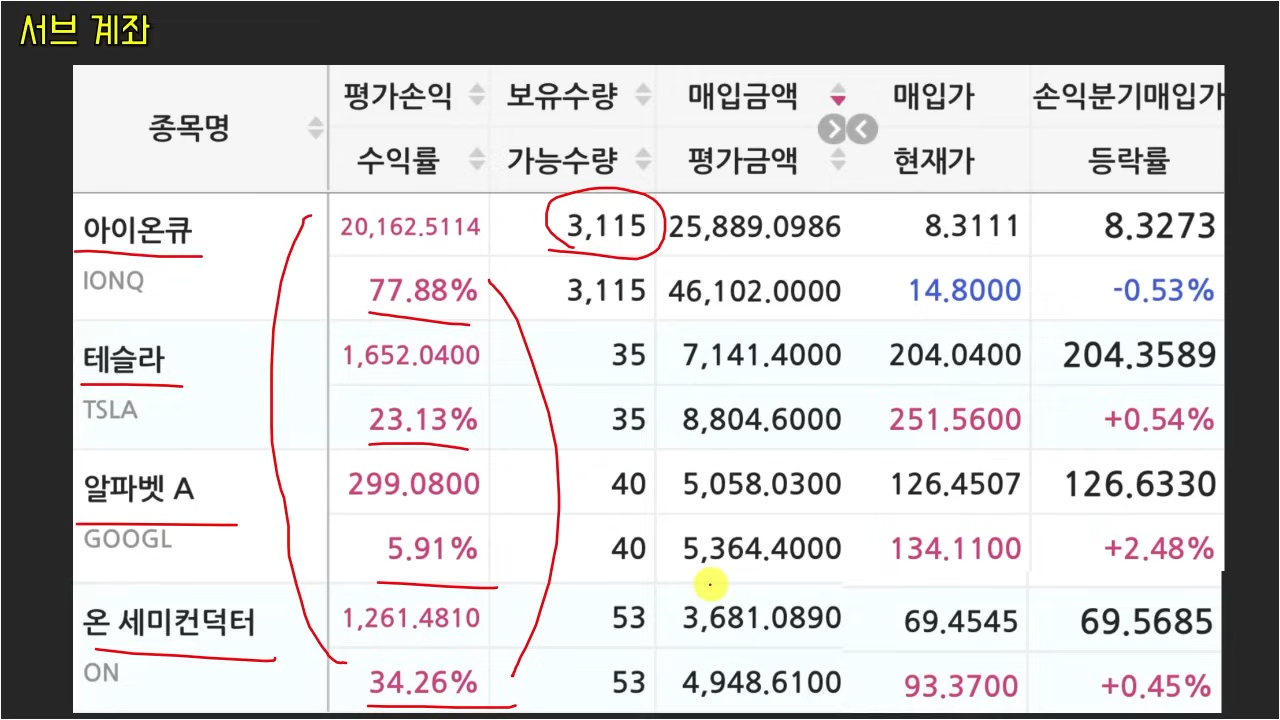 서브 계좌
종목명 평가손익 보유수량 매입금액 매입가 손익분기매입가
수익률 가능수량 평가금액 현재가 등락률
아이온큐 20,162.5114 3,115 25,889.0986 8.3111 8.3273
IONQ 77.88% 3,115 46,102.0000 14.8000 -0.53%
테슬라 1,652.0400 35 7,141.4000 204.0400 204.3589
TSLA 23.13% 35 8,804.6000 251.5600 +0.54%
알파벳 A 299.0800 40 5,058.0300 126.4507 126.6330
GOOGL 5.91% 40 5,364.4000 134.1100 +2.48%
온 세미컨덕터 1,261.4810 53 3,681.0890 69.4545 69.5685
ON 34.26% 53 4,948.6100 93.3700 +0.45%